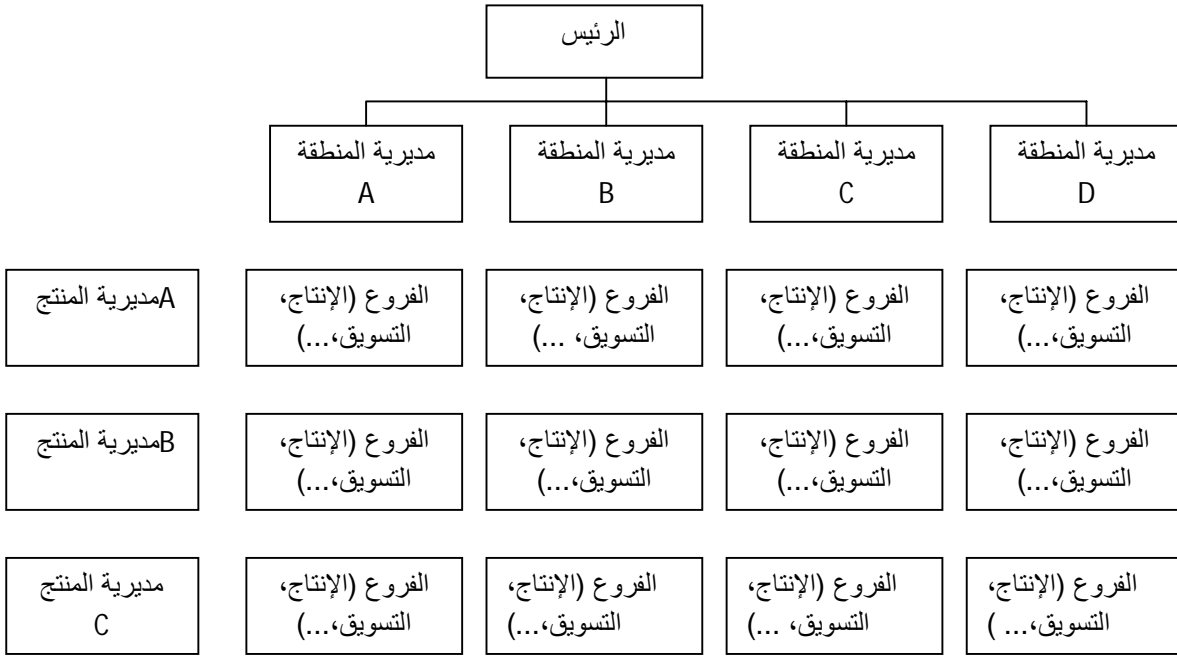 الرئيس
مديرية المنطقة
A
مديرية المنطقة
B
مديرية المنطقة
C
مديرية المنطقة
D
Aمديرية المنتج
الفروع (الإنتاج،
التسويق،...)
الفروع (الإنتاج،
التسويق، ...)
الفروع (الإنتاج،
التسويق،...)
الفروع (الإنتاج،
التسويق،...)
Bمديرية المنتج
الفروع (الإنتاج،
التسويق،...)
الفروع (الإنتاج،
التسويق،...)
الفروع (الإنتاج،
التسويق،...)
الفروع (الإنتاج،
التسويق،...)
مديرية المنتج
C
الفروع (الإنتاج،
التسويق،...)
الفروع (الإنتاج،
التسويق،...)
الفروع (الإنتاج،
التسويق، ...)
الفروع (الإنتاج،
التسويق،... )